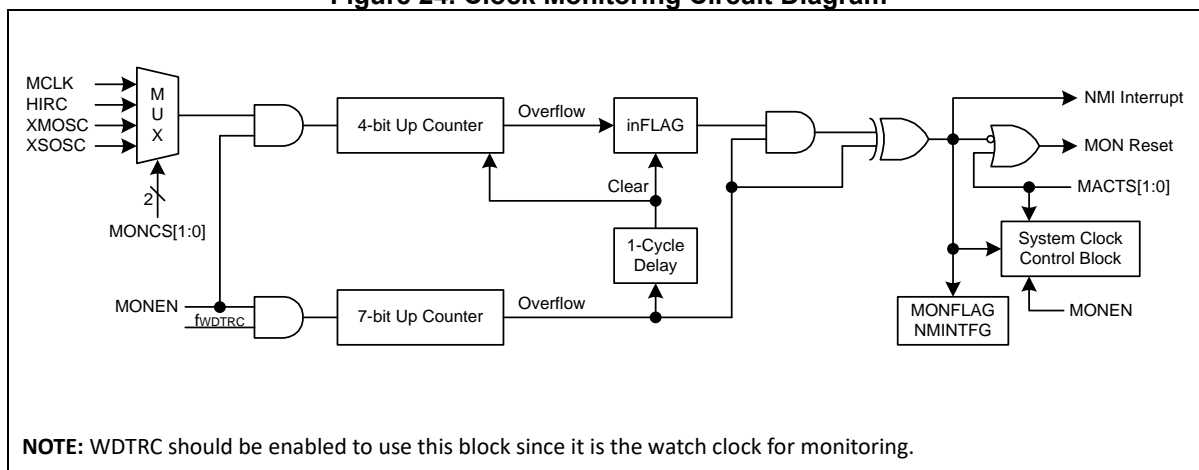 Figure 24. Clock Monitoring Circuit Diagram
MCLK
HIRC
XMOSC
XSOSC
M
U
X
2
MONCS[1:0]
4-bit Up Counter
Overflow
inFLAG
Clear
1-Cycle
Delay
MONEN
fWDTRC
7-bit Up Counter
Overflow
NMI Interrupt
MON Reset
MACTS[1:0]
System Clock
Control Block
MONFLAG
NMINTFG
MONEN
NOTE: WDTRC should be enabled to use this block since it is the watch clock for monitoring.